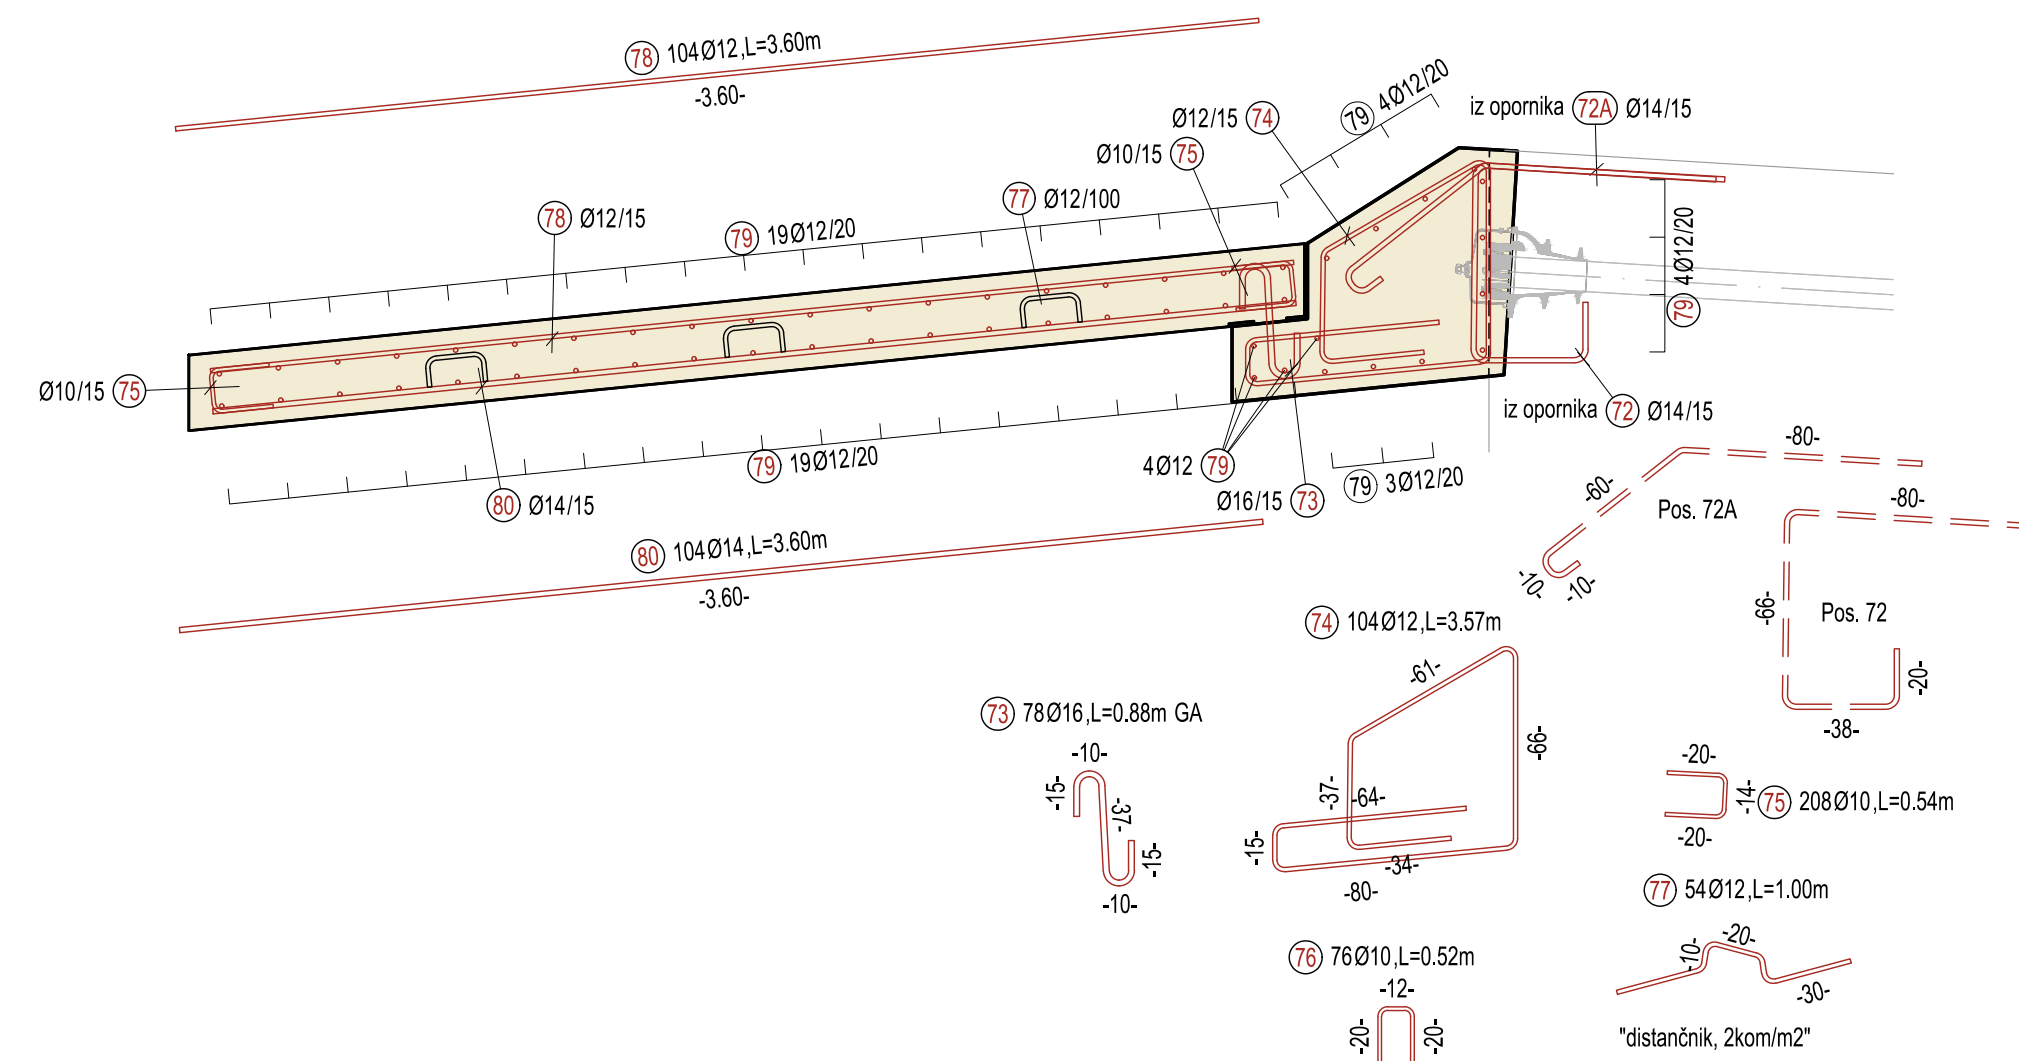 78 104Ø12,L=3.60m
-3.60-
79 4Ø12/20
iz opornika 72A Ø14/15
Ø12/15 74
Ø10/15 75
77 Ø12/100
78 Ø12/15
79 19Ø12/20
4Ø12/20
79
Ø10/15 75
iz opornika 72 Ø14/15
79 19Ø12/20
4Ø12 79
79 3Ø12/20
80 Ø14/15
Ø16/15 73
80 104Ø14,L=3.60m
-3.60-
-80-
-60-
Pos. 72A
-10-
-10-
-80-
-66-
Pos. 72
-20-
-38-
74 104Ø12,L=3.57m
-61-
-66-
-37-
-64-
-15-
-34-
-80-
73 78Ø16,L=0.88m GA
-10-
-15-
-37-
-15-
-10-
-20-
-14-
75 208Ø10,L=0.54m
-20-
77 54Ø12,L=1.00m
-20-
-10-
-30-
"distančnik, 2kom/m2"
76 76Ø10,L=0.52m
-12-
-20-
-20-